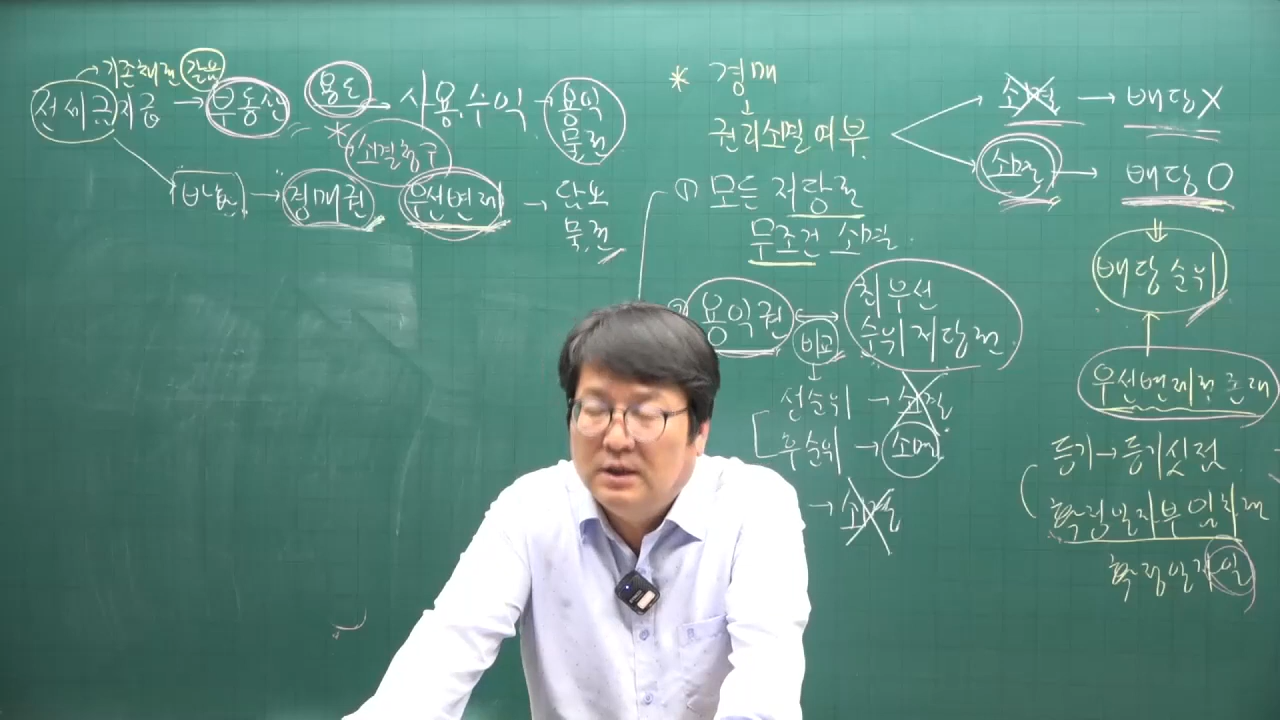 기존채권 갈음
전세금지급 → 부동산 용도 사용.수익 → 용익
물권
* 소멸청구
반환 → 경매권 우선변제 → 담보
물권
* 경매
↓
권리소멸여부
소멸 → 배당 X
소멸 → 배당 O
배당순위
우선변제권 존재
등기 → 등기시점
확정일자부 임차권
확정일자일
① 모든 저당권
무조건 소멸.
② 용익권 ↔ 최우선
순위저당권
비교
선순위 → 소멸
후순위 → 소멸
→ 소멸